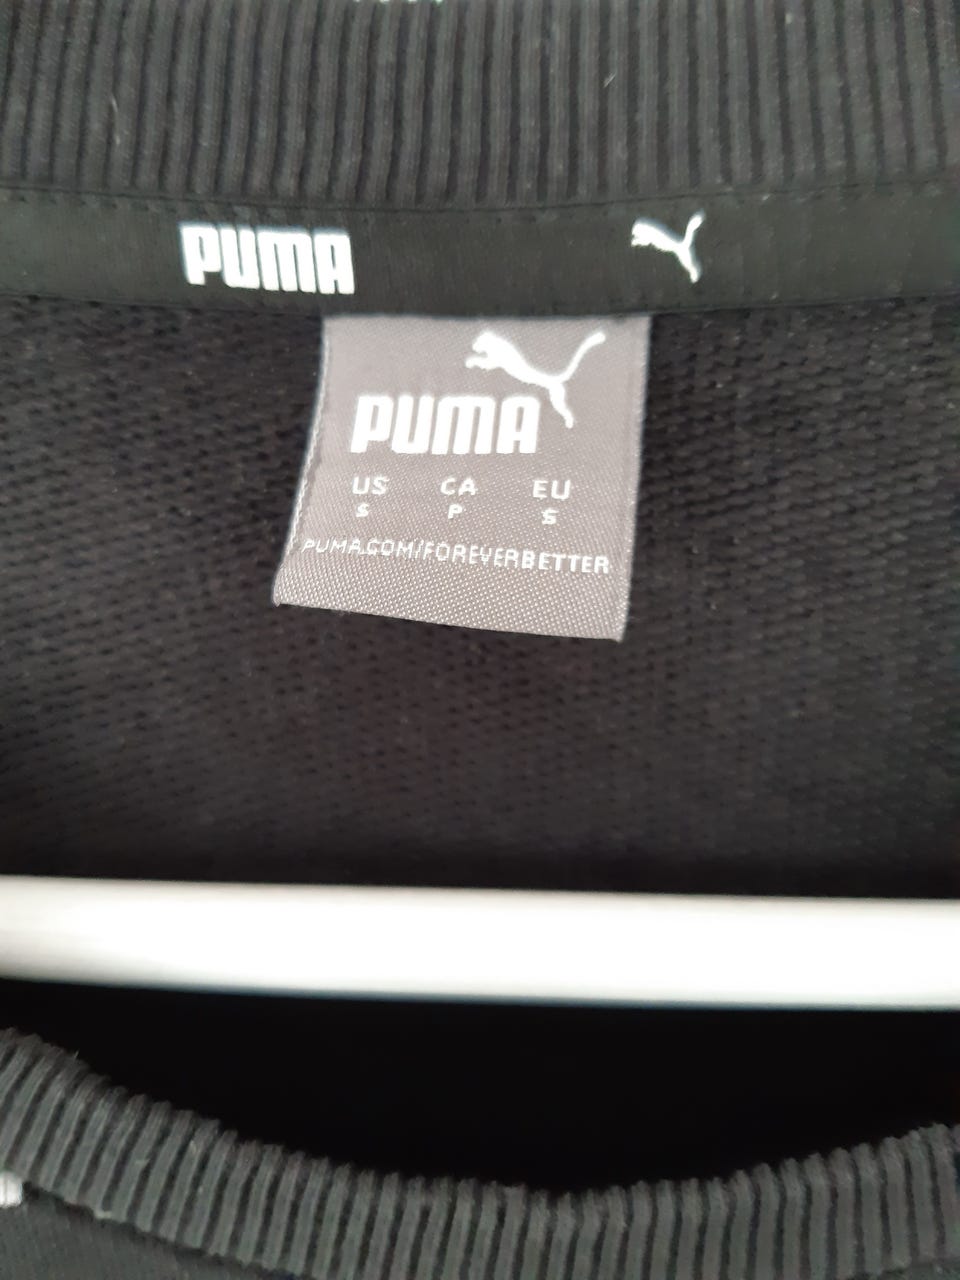 PUMA
PUMA
US CA EU
S P S
PUMA.COM/FOREVERBETTER